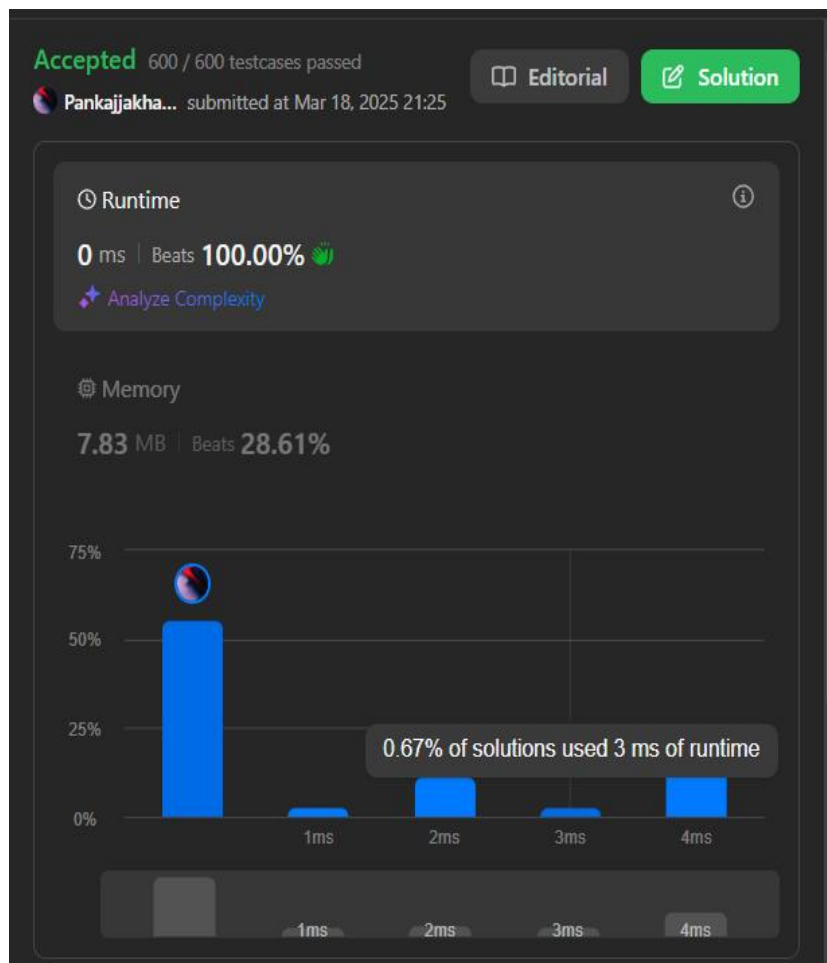 Accepted 600 / 600 testcases passed
Editorial
Solution
Pankajjakha... submitted at Mar 18, 2025 21:25
Runtime
0 ms | Beats 100.00%
Analyze Complexity
Memory
7.83 MB | Beats 28.61%
75%
50%
25%
0.67% of solutions used 3 ms of runtime
0%
1ms 2ms 3ms 4ms
1ms 2ms 3ms 4ms